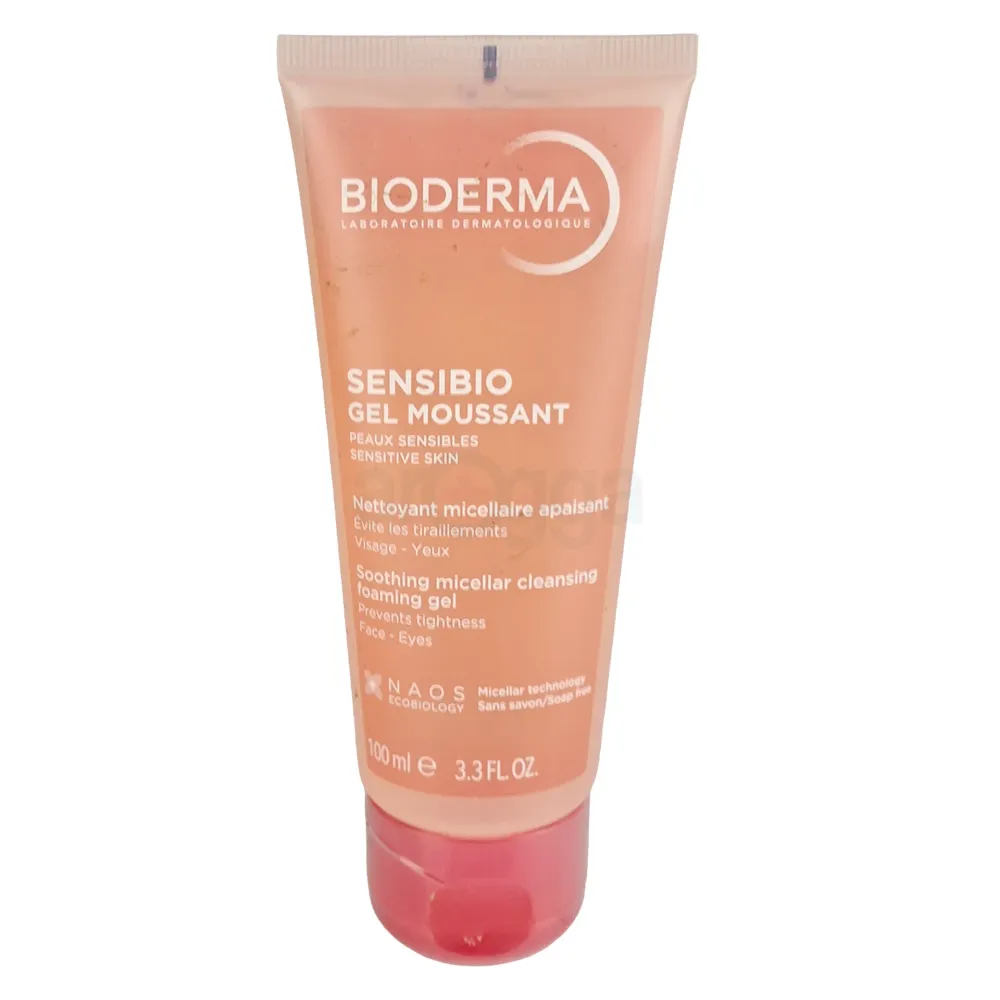 BIODERMA
LABORATOIRE DERMATOLOGIQUE
SENSIBIO
GEL MOUSSANT
PEAUX SENSIBLES
SENSITIVE SKIN
arogga
Nettoyant micellaire apaisant
Évite les tiraillements
Visage - Yeux
Soothing micellar cleansing
foaming gel
Prevents tightness
Face - Eyes
NAOS
ECOBIOLOGY
Micellar technology
Sans savon/Soap free
100 ml e 3.3 FL. OZ.